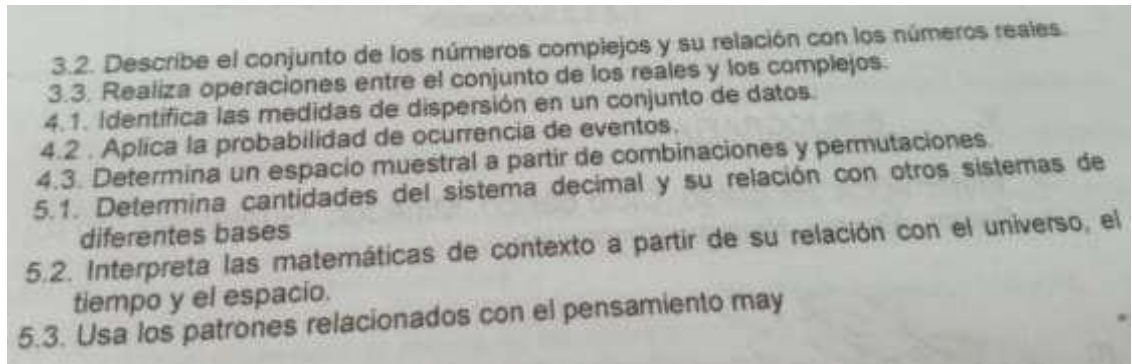 3.2. Describe el conjunto de los números complejos y su relación con los números reales.
3.3. Realiza operaciones entre el conjunto de los reales y los complejos.
4.1. Identifica las medidas de dispersión en un conjunto de datos.
4.2 . Aplica la probabilidad de ocurrencia de eventos.
4.3. Determina un espacio muestral a partir de combinaciones y permutaciones.
5.1. Determina cantidades del sistema decimal y su relación con otros sistemas de
diferentes bases
5.2. Interpreta las matemáticas de contexto a partir de su relación con el universo, el
tiempo y el espacio.
5.3. Usa los patrones relacionados con el pensamiento may